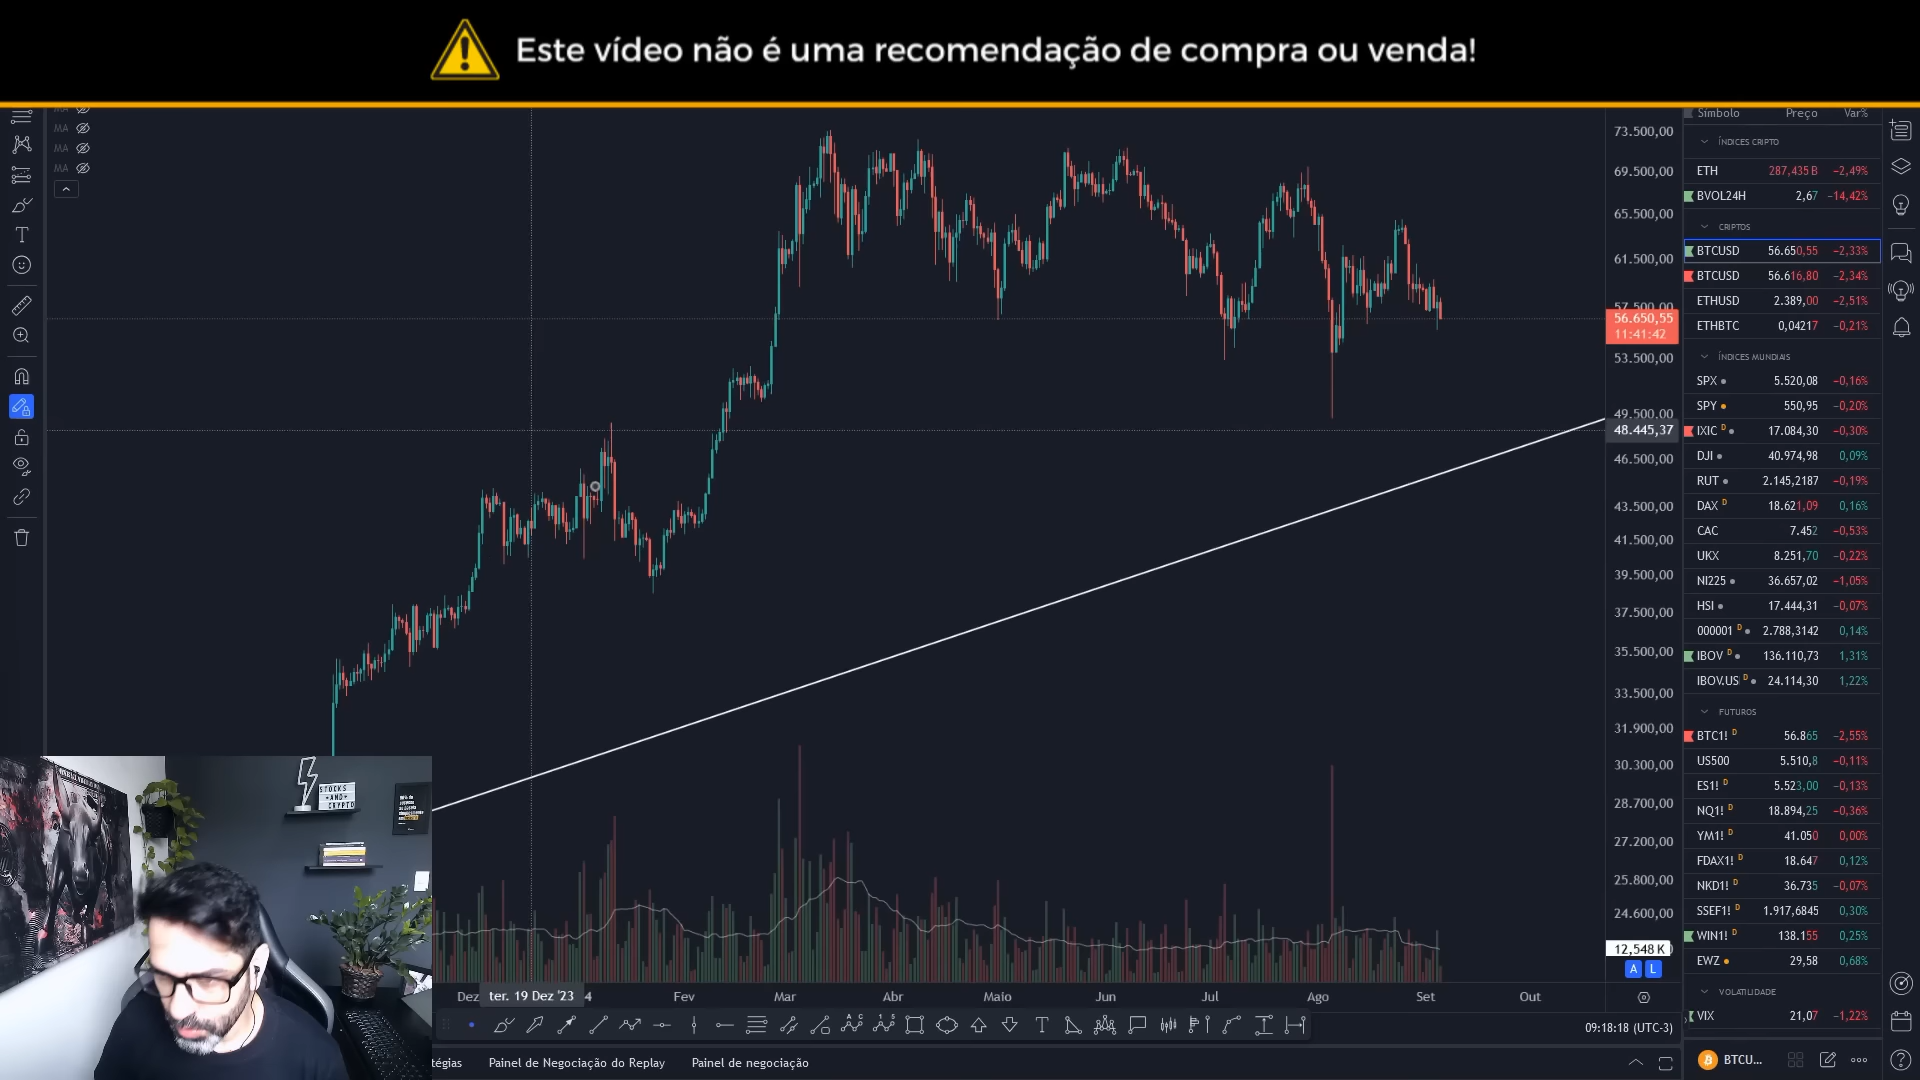 Este vídeo não é uma recomendação de compra ou venda!
MA
MA
MA
73.500,00
69.500,00
65.500,00
61.500,00
57.500,00
56.650,55
11:41:42
53.500,00
49.500,00
48.445,37
46.500,00
43.500,00
41.500,00
39.500,00
37.500,00
35.500,00
33.500,00
31.900,00
30.300,00
28.700,00
27.200,00
25.800,00
24.600,00
12,548 K
A L
Símbolo Preço Var%
ÍNDICES CRIPTO
ETH 287,435 B −2,49%
BVOL24H 2,67 −14,42%
CRIPTOS
BTCUSD 56.650,55 −2,33%
BTCUSD 56.616,80 −2,34%
ETHUSD 2.389,00 −2,51%
ETHBTC 0,04217 −0,21%
ÍNDICES MUNDIAIS
SPX 5.520,08 −0,16%
SPY 550,95 −0,20%
IXIC D 17.084,30 −0,30%
DJI 40.974,98 0,09%
RUT 2.145,2187 −0,19%
DAX D 18.621,09 0,16%
CAC 7.452 −0,53%
UKX 8.251,70 −0,22%
NI225 36.657,02 −1,05%
HSI 17.444,31 −0,07%
000001 D 2.788,3142 0,14%
IBOV D 136.110,73 1,31%
IBOV.US D 24.114,30 1,22%
FUTUROS
BTC1! D 56.865 −2,55%
US500 5.510,8 −0,11%
ES1! D 5.523,00 −0,13%
NQ1! D 18.894,25 −0,36%
YM1! D 41.050 0,00%
FDAX1! D 18.647 0,12%
NKD1! D 36.735 −0,07%
SSEF1! D 1.917,6845 0,30%
WIN1! D 138.155 0,25%
EWZ 29,58 0,68%
VOLATILIDADE
VIX 21,07 −1,22%
STOCKS
+AND+
CRYPTO
Dez ter. 19 Dez '23 4 Fev Mar Abr Maio Jun Jul Ago Set Out
09:18:18 (UTC-3)
tégias Painel de Negociação do Replay Painel de negociação
BTCU...